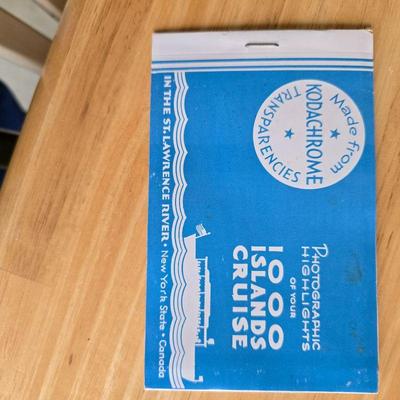 Made from
KODACHROME
TRANSPARENCIES
PHOTOGRAPHIC
HIGHLIGHTS
OF YOUR
1000
ISLANDS
CRUISE
IN THE ST. LAWRENCE RIVER • New York State • Canada